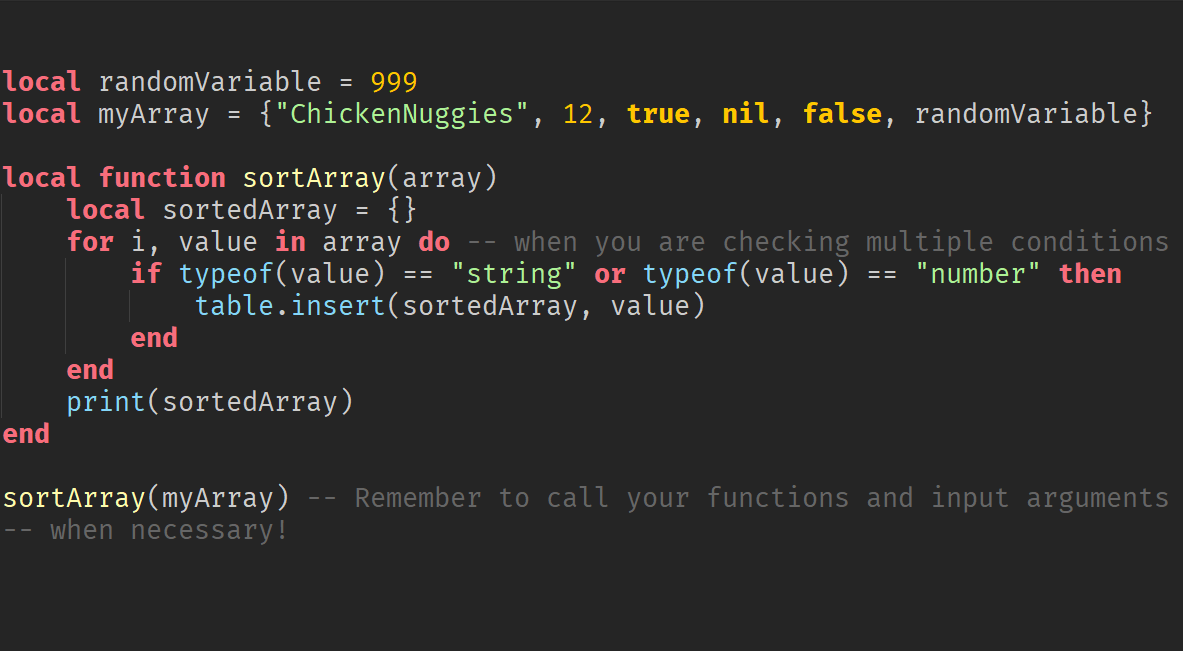 local randomVariable = 999
local myArray = {"ChickenNuggies", 12, true, nil, false, randomVariable}
local function sortArray(array)
    local sortedArray = {}
    for i, value in array do -- when you are checking multiple conditions
        if typeof(value) == "string" or typeof(value) == "number" then
            table.insert(sortedArray, value)
        end
    end
    print(sortedArray)
end
sortArray(myArray) -- Remember to call your functions and input arguments
-- when necessary!